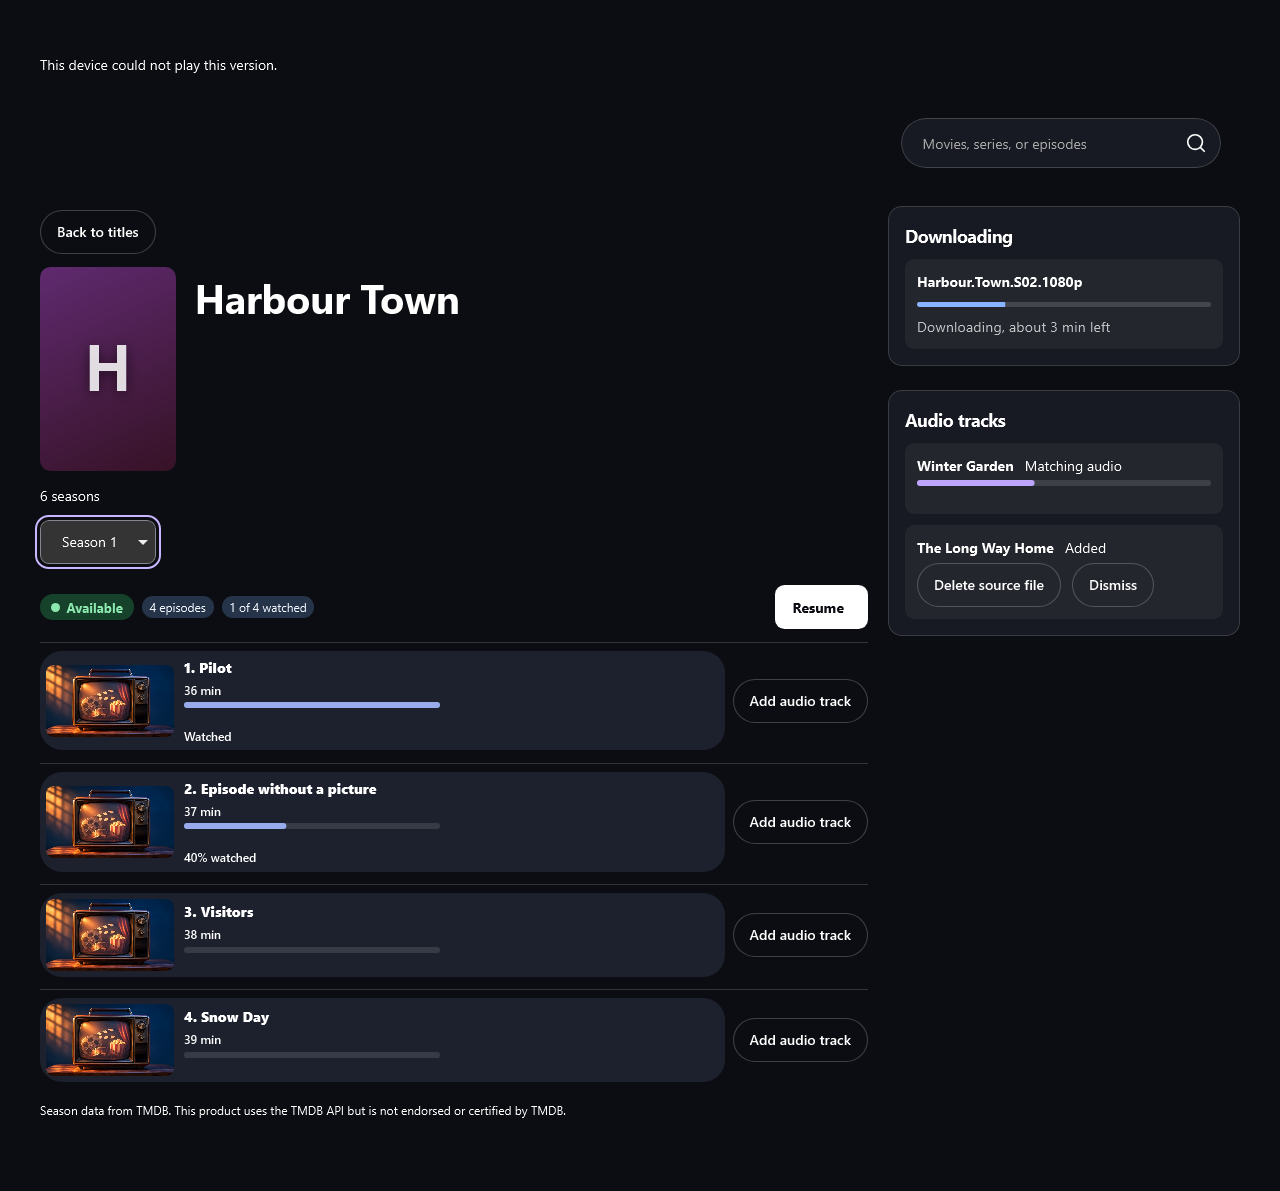 This device could not play this version.
Movies, series, or episodes
Back to titles
H
Harbour Town
6 seasons
Season 1
Available
4 episodes
1 of 4 watched
Resume
1. Pilot
36 min
Watched
Add audio track
2. Episode without a picture
37 min
40% watched
Add audio track
3. Visitors
38 min
Add audio track
4. Snow Day
39 min
Add audio track
Season data from TMDB. This product uses the TMDB API but is not endorsed or certified by TMDB.
Downloading
Harbour.Town.S02.1080p
Downloading, about 3 min left
Audio tracks
Winter Garden Matching audio
The Long Way Home Added
Delete source file
Dismiss